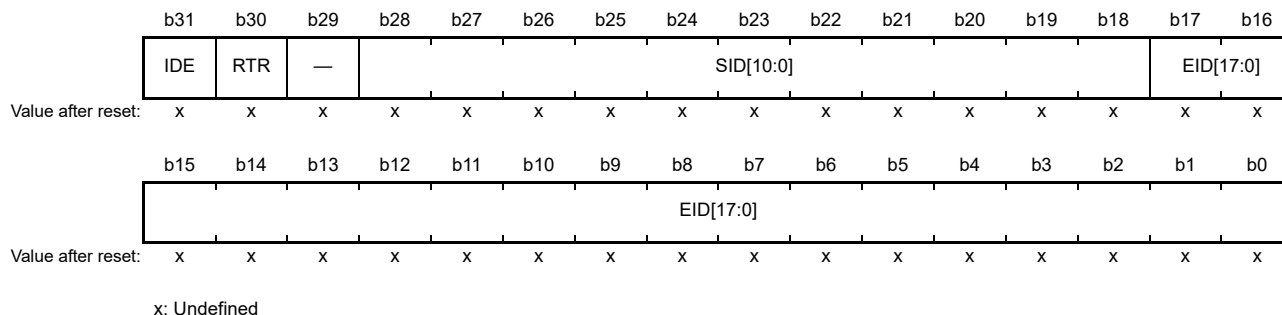 b31 b30 b29 b28 b27 b26 b25 b24 b23 b22 b21 b20 b19 b18 b17 b16
IDE RTR — SID[10:0] EID[17:0]
Value after reset: x x x x x x x x x x x x x x x x
b15 b14 b13 b12 b11 b10 b9 b8 b7 b6 b5 b4 b3 b2 b1 b0
EID[17:0]
Value after reset: x x x x x x x x x x x x x x x x
x: Undefined